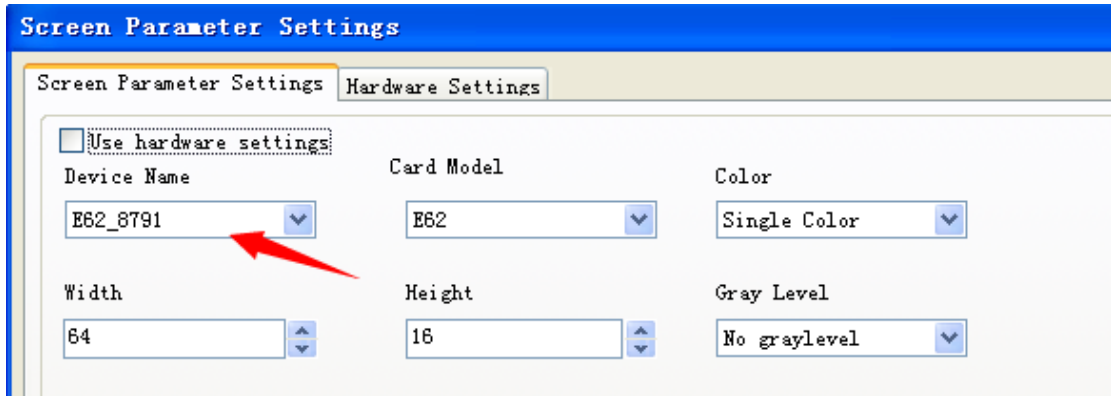 Screen Parameter Settings
Screen Parameter Settings Hardware Settings
Use hardware settings
Device Name Card Model Color
E62_8791 E62 Single Color
Width Height Gray Level
64 16 No graylevel